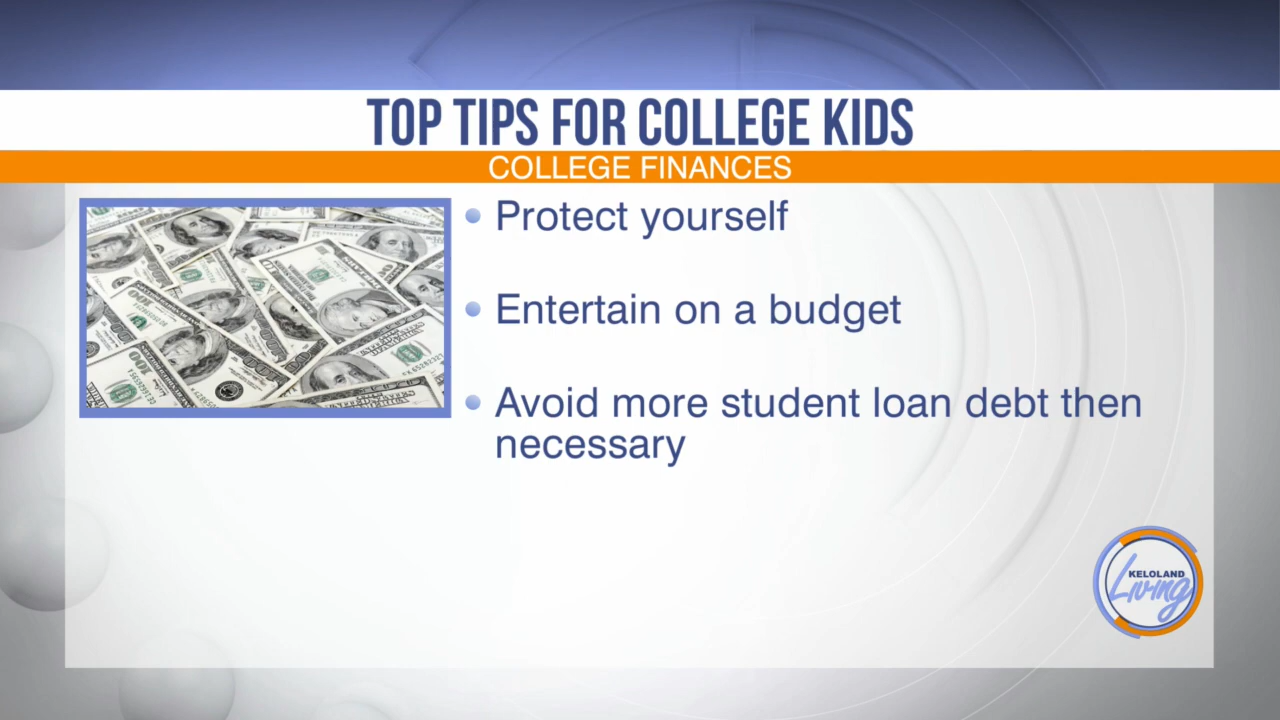 TOP TIPS FOR COLLEGE KIDS
COLLEGE FINANCES
Protect yourself
Entertain on a budget
Avoid more student loan debt then
necessary
KELOLAND
Living